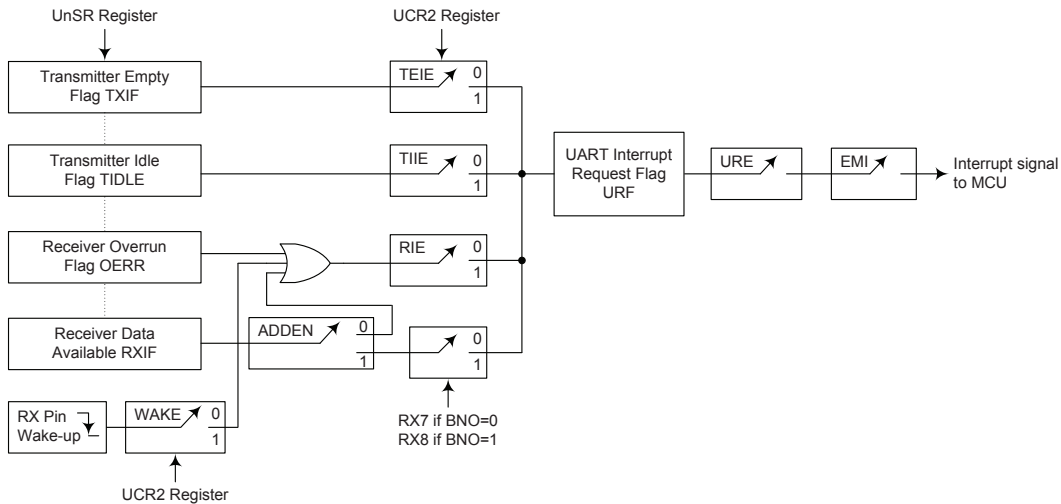 UnSR Register
UCR2 Register
Transmitter Empty
Flag TXIF
TEIE
0
1
Transmitter Idle
Flag TIDLE
TIIE
0
1
UART Interrupt
Request Flag
URF
URE
EMI
Interrupt signal
to MCU
Receiver Overrun
Flag OERR
RIE
0
1
Receiver Data
Available RXIF
ADDEN
0
1
0
1
RX Pin
Wake-up
WAKE
0
1
RX7 if BNO=0
RX8 if BNO=1
UCR2 Register